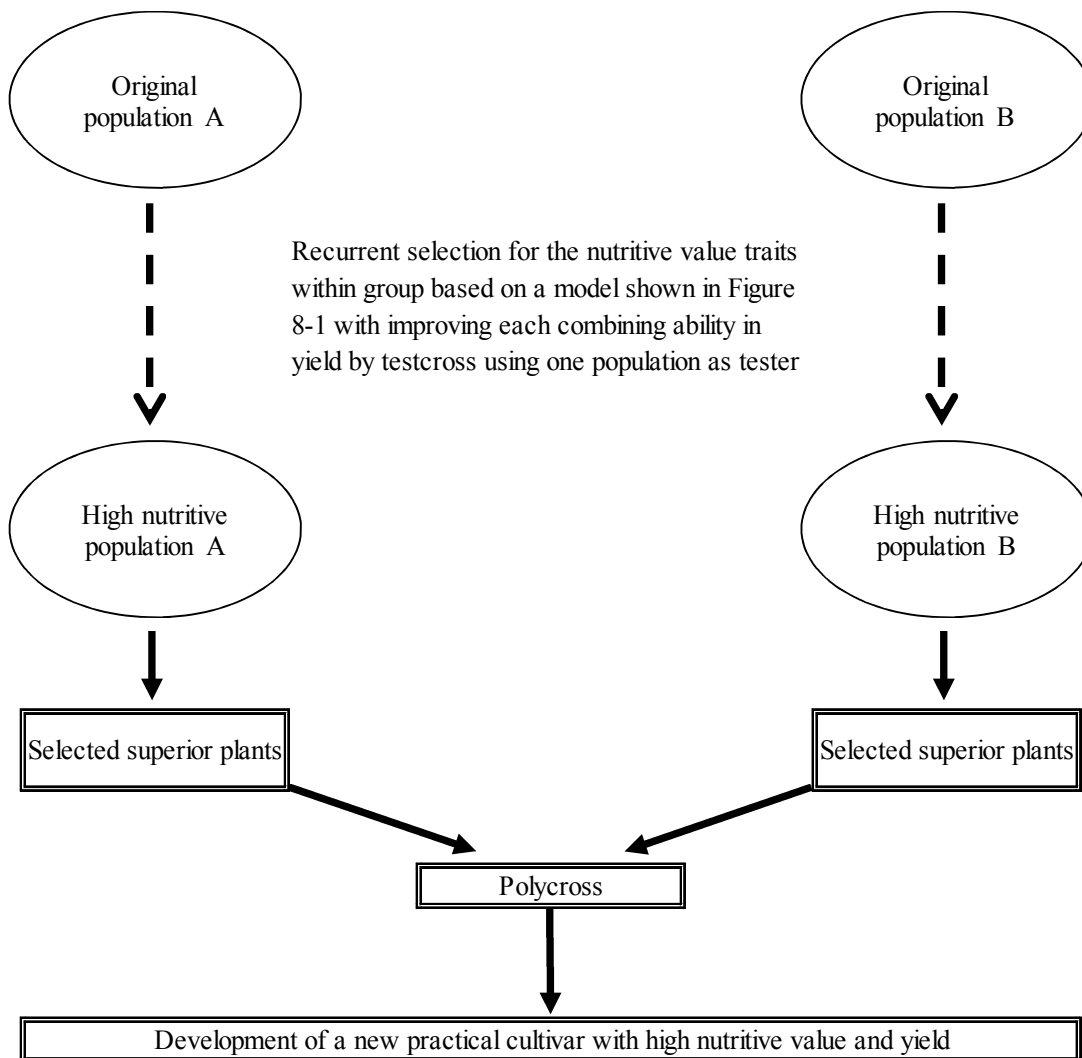 Original
population A
Original
population B
Recurrent selection for the nutritive value traits
within group based on a model shown in Figure
8-1 with improving each combining ability in
yield by testcross using one population as tester
High nutritive
population A
High nutritive
population B
Selected superior plants
Selected superior plants
Polycross
Development of a new practical cultivar with high nutritive value and yield